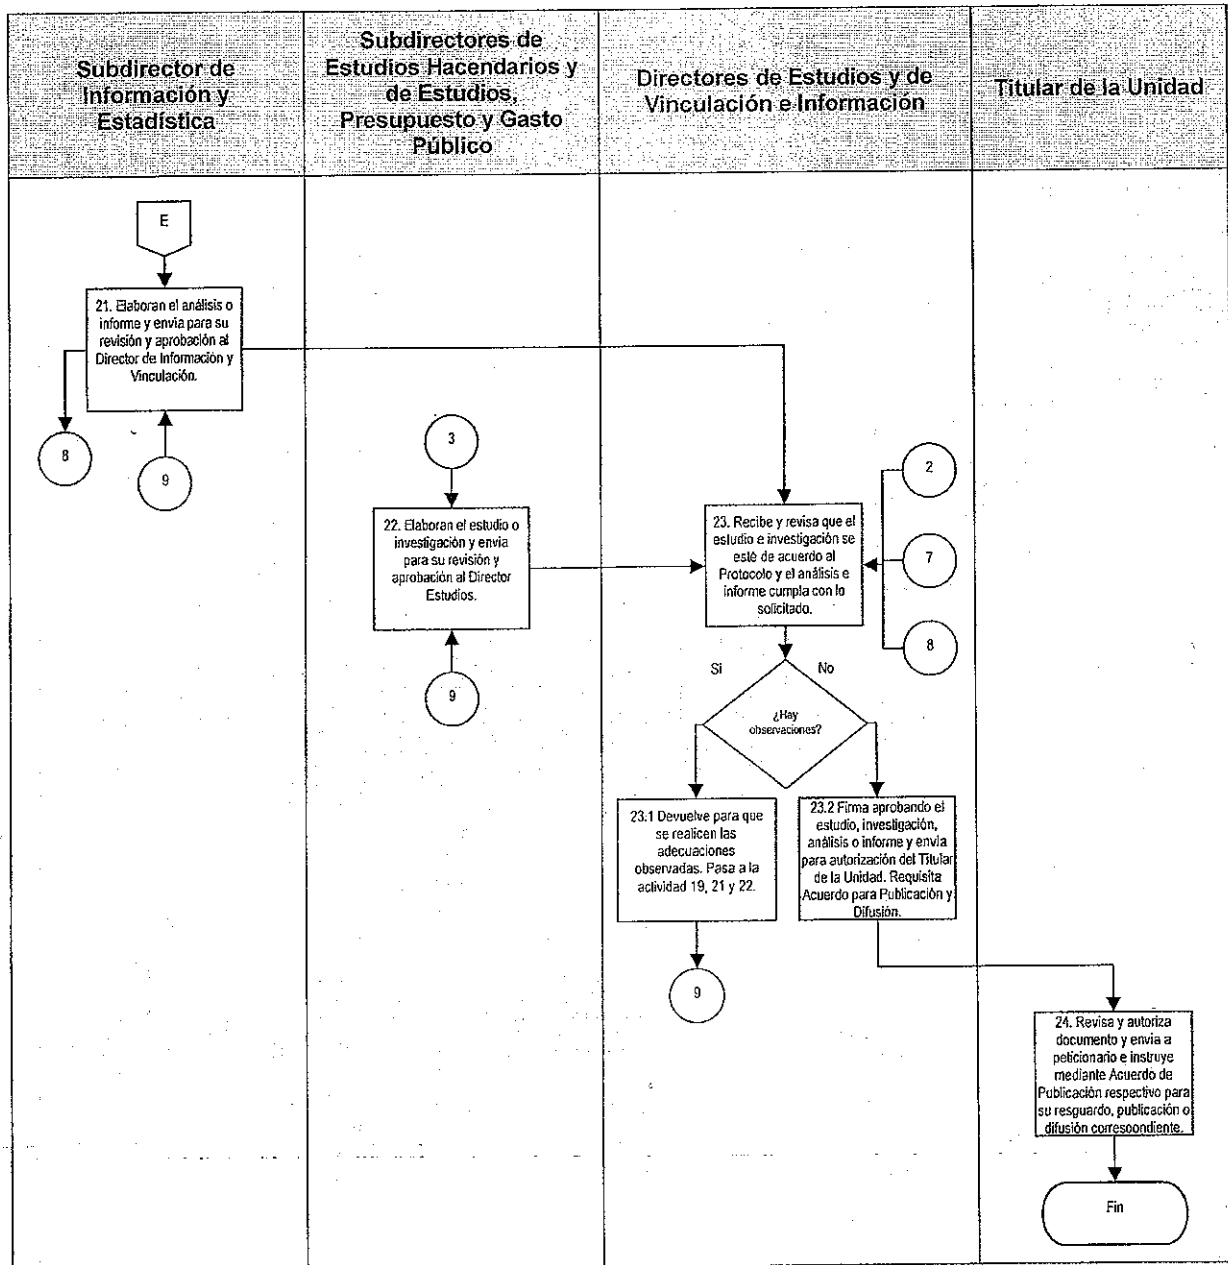 Subdirector de
Información y
Estadística
Subdirectores de
Estudios Hacendarios y
de Estudios,
Presupuesto y Gasto
Público
Directores de Estudios y de
Vinculación e Información
Titular de la Unidad
E
21. Elaboran el análisis o
informe y envia para su
revisión y aprobación al
Director de Información y
Vinculación.
8
9
3
22. Elaboran el estudio o
investigación y envia
para su revisión y
aprobación al Director
Estudios.
9
23. Recibe y revisa que el
estudio e investigación se
esté de acuerdo al
Protocolo y el análisis e
informe cumpla con lo
solicitado.
2
7
8
Si
No
¿Hay
observaciones?
23.1 Devuelve para que
se realicen las
adecuaciones
observadas. Pasa a la
actividad 19, 21 y 22.
9
23.2 Firma aprobando el
estudio, investigación,
análisis o informe y envia
para autorización del Titular
de la Unidad. Requisita
Acuerdo para Publicación y
Difusión.
24. Revisa y autoriza
documento y envia a
peticionario e instruye
mediante Acuerdo de
Publicación respectivo para
su resguardo, publicación o
difusión correspondiente.
Fin